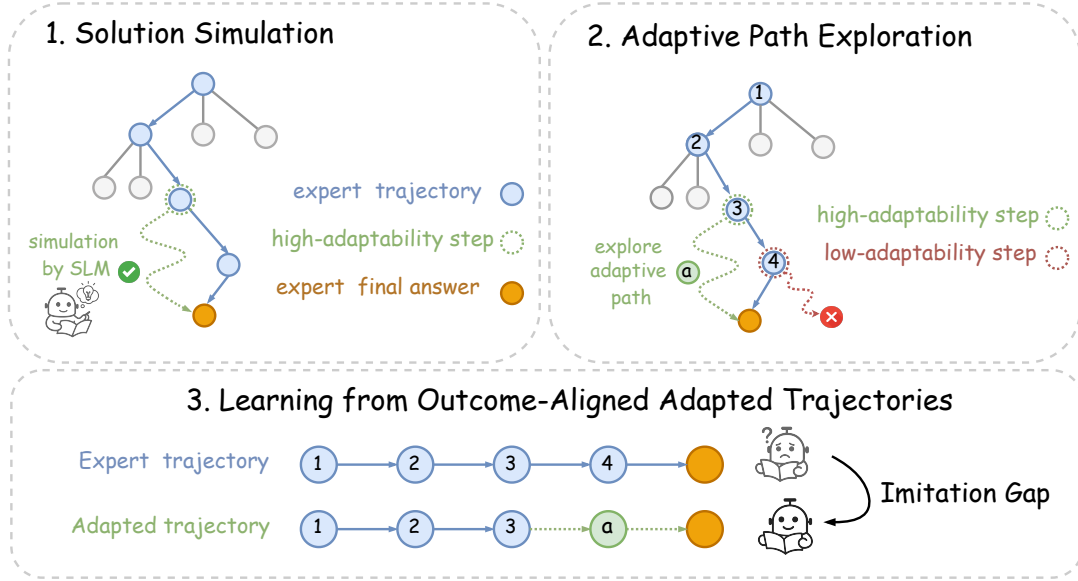 1. Solution Simulation
expert trajectory
high-adaptability step
expert final answer
simulation
by SLM
2. Adaptive Path Exploration
1
2
3
4
explore
adaptive
path
a
high-adaptability step
low-adaptability step
3. Learning from Outcome-Aligned Adapted Trajectories
Expert trajectory 1 2 3 4
?
Adapted trajectory 1 2 3 a
Imitation Gap